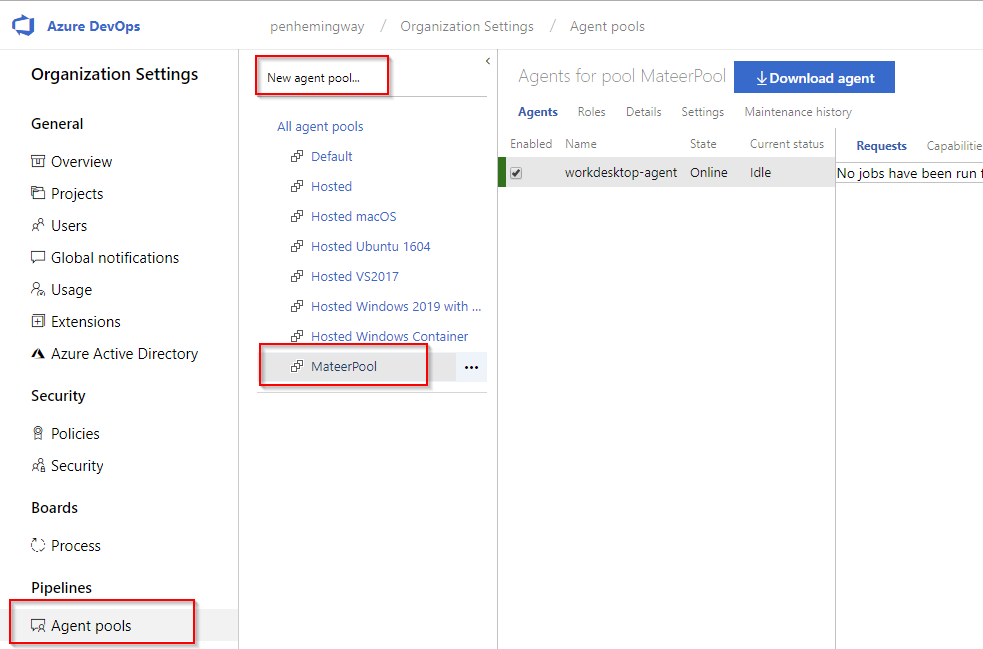 Azure DevOps
penhemingway / Organization Settings / Agent pools
Organization Settings
General
Overview
Projects
Users
Global notifications
Usage
Extensions
Azure Active Directory
Security
Policies
Security
Boards
Process
Pipelines
Agent pools
New agent pool...
All agent pools
Default
Hosted
Hosted macOS
Hosted Ubuntu 1604
Hosted VS2017
Hosted Windows 2019 with ...
Hosted Windows Container
MateerPool
Agents for pool MateerPool Download agent
Agents Roles Details Settings Maintenance history
Enabled Name State Current status
workdesktop-agent Online Idle
Requests Capabilitie
No jobs have been run f